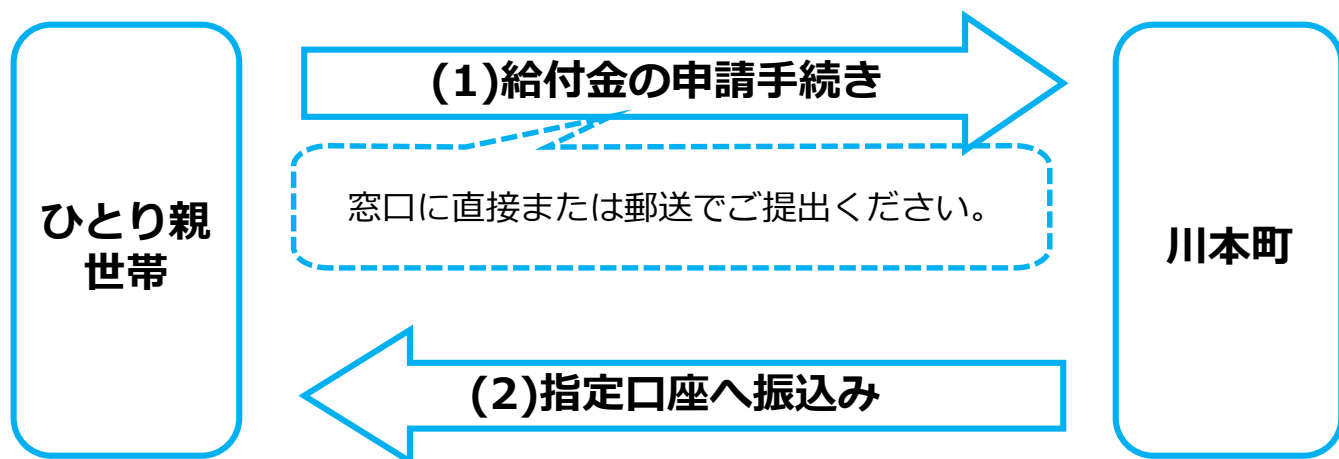 (1)給付金の申請手続き
窓口に直接または郵送でご提出ください。
ひとり親
世帯
川本町
(2)指定口座へ振込み